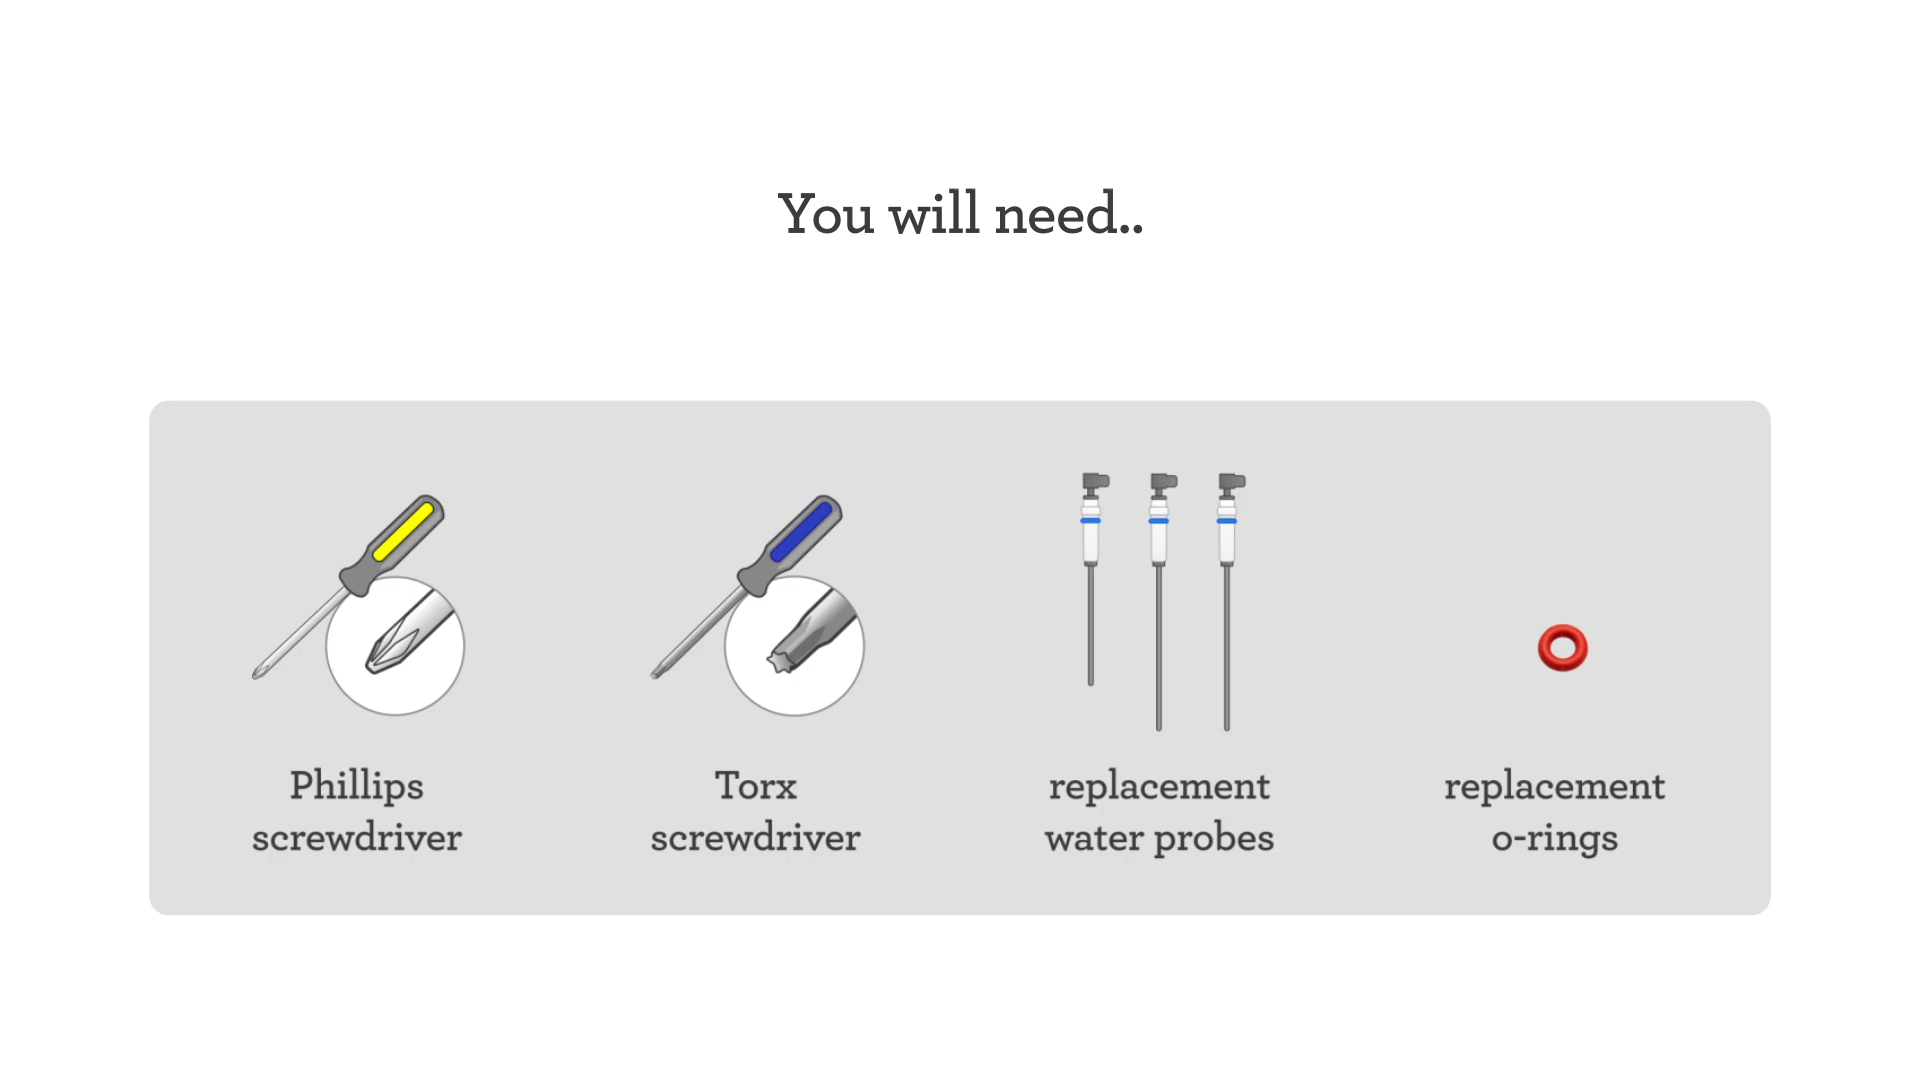 You will need..
Phillips
screwdriver
Torx
screwdriver
replacement
water probes
replacement
o-rings